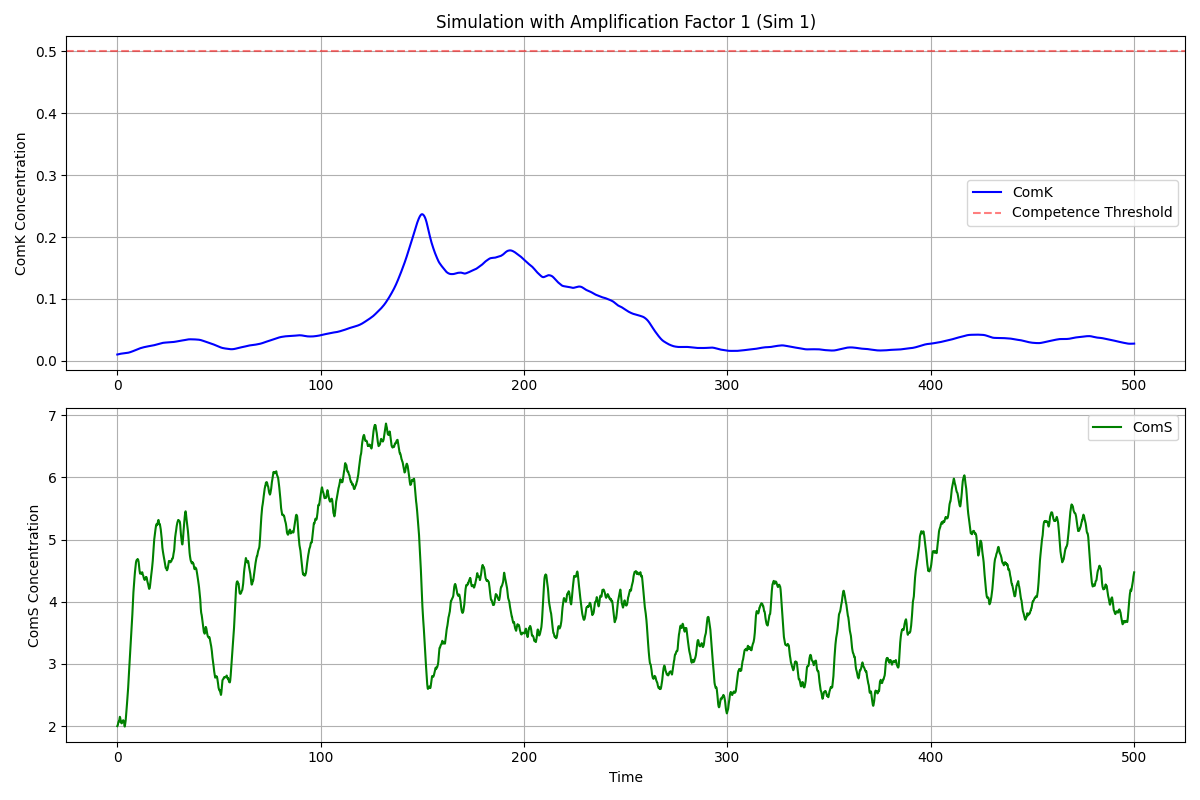 Simulation with Amplification Factor 1 (Sim 1)
ComK Concentration
0.5
0.4
0.3
0.2
0.1
0.0
ComK
Competence Threshold
0 100 200 300 400 500
ComS Concentration
7
6
5
4
3
2
ComS
0 100 200 300 400 500
Time